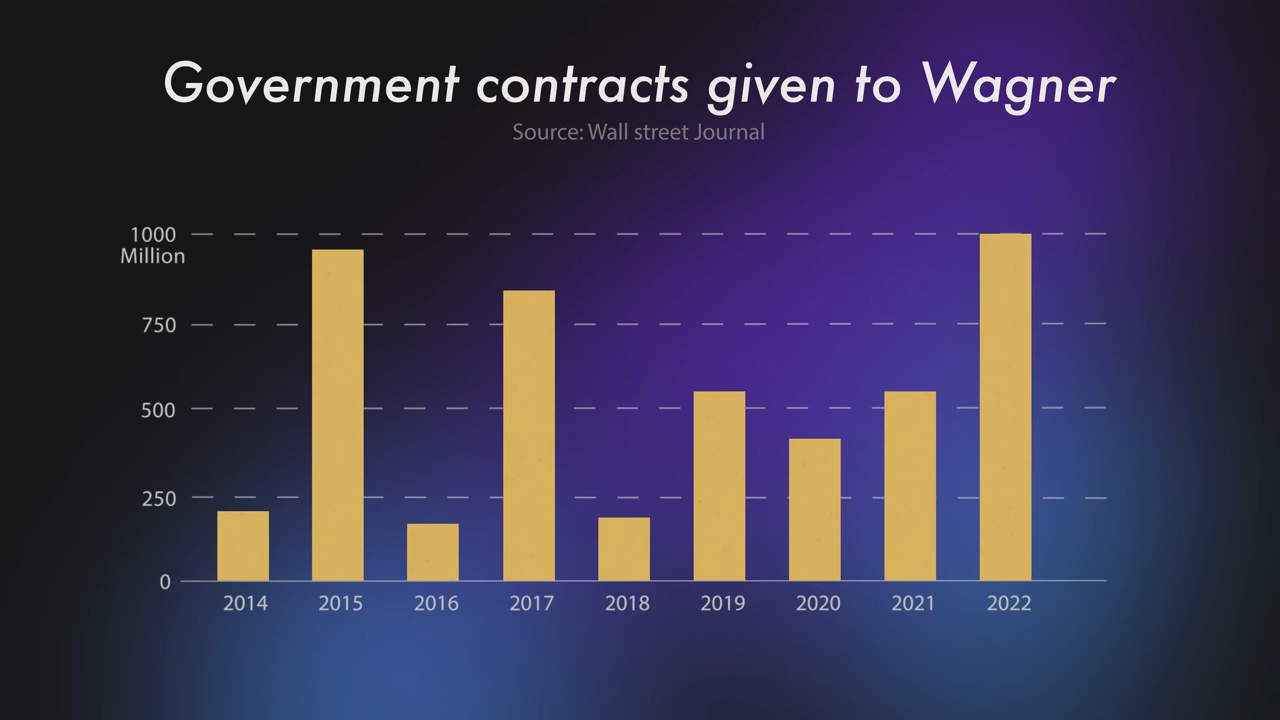 Government contracts given to Wagner
Source: Wall street Journal
1000
Million
750
500
250
0
2014 2015 2016 2017 2018 2019 2020 2021 2022